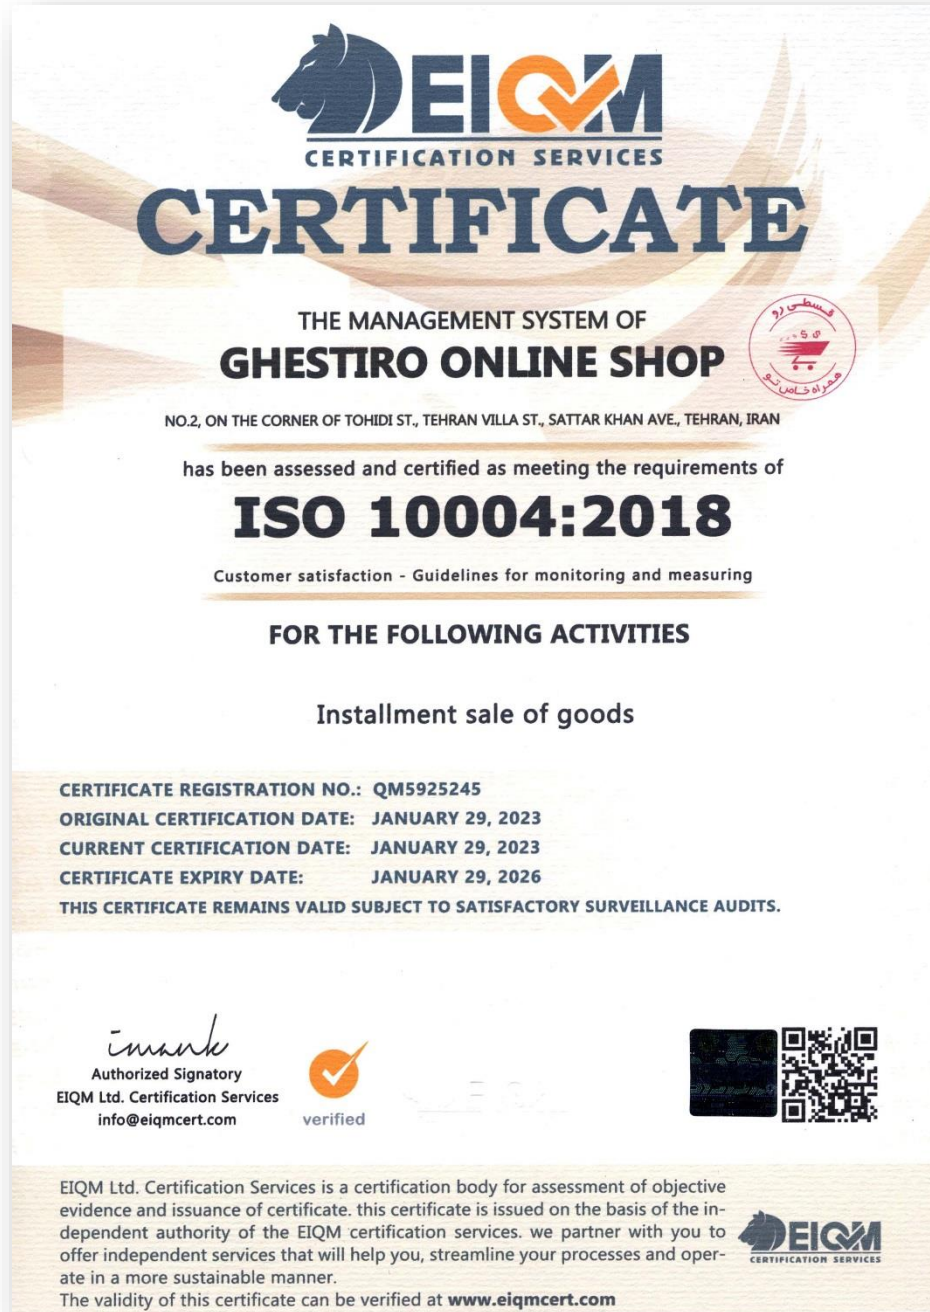 EIQM
CERTIFICATION SERVICES
CERTIFICATE
THE MANAGEMENT SYSTEM OF
GHESTIRO ONLINE SHOP
قسطی رو
همراه خاص تو
NO.2, ON THE CORNER OF TOHIDI ST., TEHRAN VILLA ST., SATTAR KHAN AVE., TEHRAN, IRAN
has been assessed and certified as meeting the requirements of
ISO 10004:2018
Customer satisfaction - Guidelines for monitoring and measuring
FOR THE FOLLOWING ACTIVITIES
Installment sale of goods
CERTIFICATE REGISTRATION NO.: QM5925245
ORIGINAL CERTIFICATION DATE: JANUARY 29, 2023
CURRENT CERTIFICATION DATE: JANUARY 29, 2023
CERTIFICATE EXPIRY DATE: JANUARY 29, 2026
THIS CERTIFICATE REMAINS VALID SUBJECT TO SATISFACTORY SURVEILLANCE AUDITS.
imank
Authorized Signatory
EIQM Ltd. Certification Services
info@eiqmcert.com
verified
EIQM Ltd. Certification Services is a certification body for assessment of objective
evidence and issuance of certificate. this certificate is issued on the basis of the in-
dependent authority of the EIQM certification services. we partner with you to
offer independent services that will help you, streamline your processes and oper-
ate in a more sustainable manner.
The validity of this certificate can be verified at www.eiqmcert.com
EIQM
CERTIFICATION SERVICES